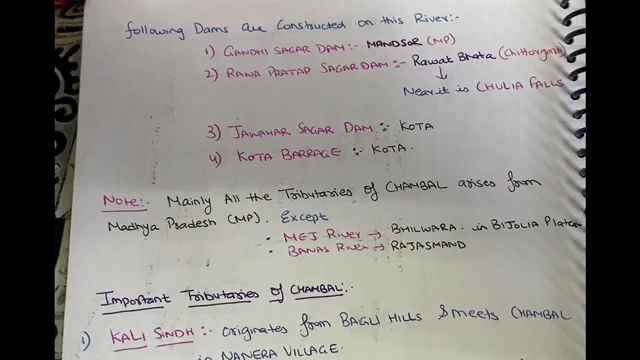 following Dams are Constructed on this River:-
1) GANDHI SAGAR DAM:- MANDSOR (MP)
2) RANA PRATAP SAGAR DAM:- Rawat Bhata (Chittorgarh)
↓
Near it is CHULIA FALLS
3) JAWAHAR SAGAR DAM:- KOTA
4) KOTA BARRAGE:- KOTA.
Note:- Mainly All the Tributaries of CHAMBAL arises from
Madhya Pradesh (MP). Except
• MEJ River → BHILWARA in BIJOLIA Plateau
• BANAS River → RAJASMAND
Important Tributaries of CHAMBAL:-
1) KALI SINDH:- originates from BAGLI HILLS & meets CHAMBAL
in NANERA VILLAGE.